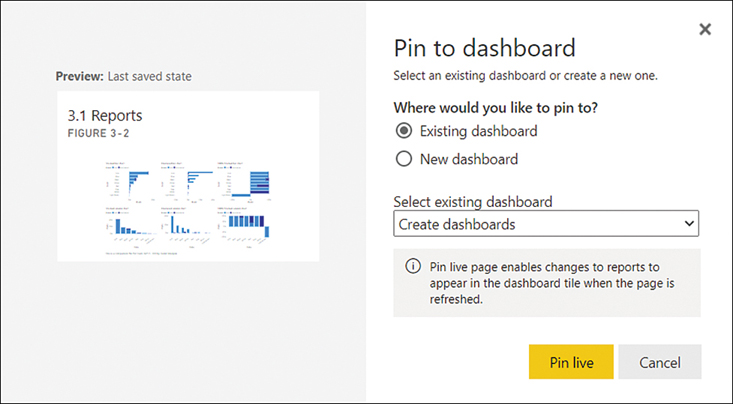 Pin to dashboard
Select an existing dashboard or create a new one.
Preview: Last saved state
3.1 Reports
FIGURE 3-2
Where would you like to pin to?
Existing dashboard
New dashboard
Select existing dashboard
Create dashboards
Pin live page enables changes to reports to
appear in the dashboard tile when the page is
refreshed.
Pin live
Cancel